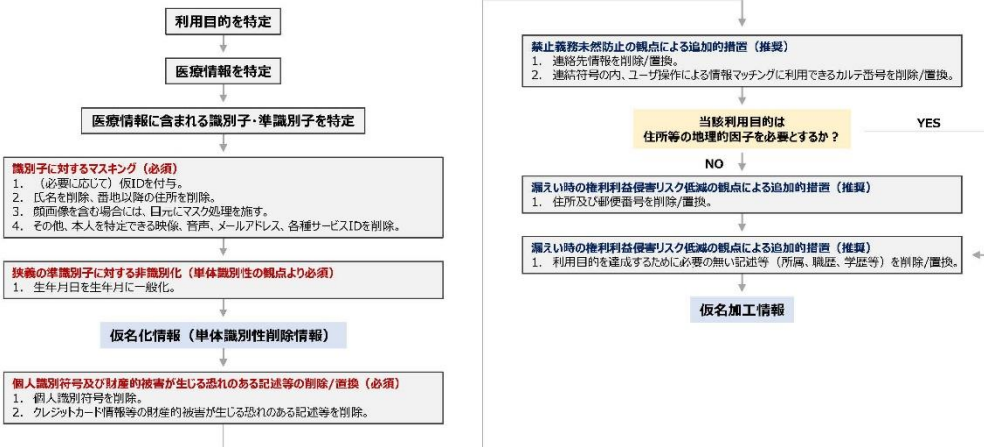 利用目的を特定
医療情報を特定
医療情報に含まれる識別子・準識別子を特定
識別子に対するマスキング（必須）
1. （必要に応じて）仮IDを付与。
2. 氏名を削除、番地以降の住所を削除。
3. 顔画像を含む場合には、目元にマスク処理を施す。
4. その他、本人を特定できる映像、音声、メールアドレス、各種サービスIDを削除。
狭義の準識別子に対する非識別化（単体識別性の観点より必須）
1. 生年月日を生年月に一般化。
仮名化情報（単体識別性削除情報）
個人識別符号及び財産的被害が生じる恐れのある記述等の削除/置換（必須）
1. 個人識別符号を削除。
2. クレジットカード情報等の財産的被害が生じる恐れのある記述等を削除。
禁止義務未然防止の観点による追加的措置（推奨）
1. 連絡先情報を削除/置換。
2. 連結符号の内、ユーザ操作による情報マッチングに利用できるカルテ番号を削除/置換。
当該利用目的は
住所等の地理的因子を必要とするか？
YES
NO
漏えい時の権利利益侵害リスク低減の観点による追加的措置（推奨）
1. 住所及び郵便番号を削除/置換。
漏えい時の権利利益侵害リスク低減の観点による追加的措置（推奨）
1. 利用目的を達成するために必要の無い記述等（所属、職歴、学歴等）を削除/置換。
仮名加工情報